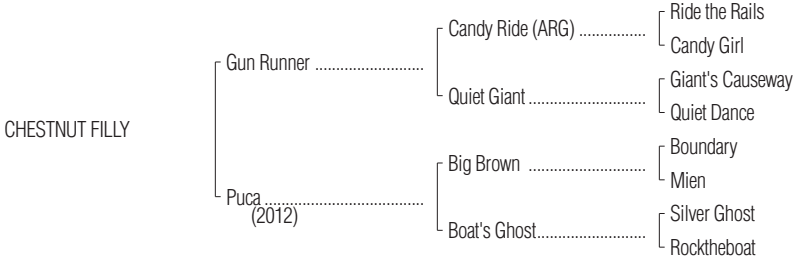 Ride the Rails
Candy Ride (ARG) ................
Candy Girl
Gun Runner ..........................
Giant's Causeway
Quiet Giant............................
Quiet Dance
CHESTNUT FILLY
Boundary
Big Brown ............................
Mien
Puca ......................................
(2012)
Silver Ghost
Boat's Ghost..........................
Rocktheboat